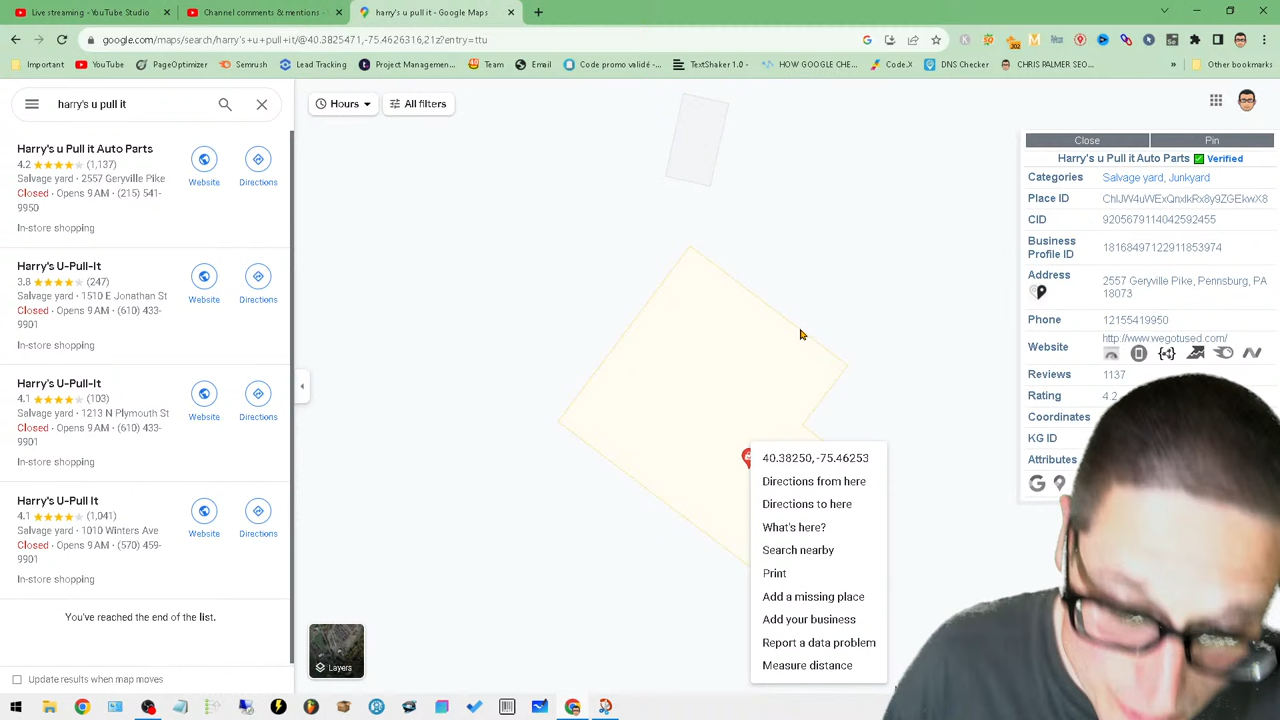 Live streaming - YouTube
Channel comments & mentions -
harry's u pull it - Google Maps
google.com/maps/search/harry's+u+pull+it/@40.3825471,-75.4626316,21z?entry=ttu
Important
YouTube
PageOptimizer
Semrush
Lead Tracking
Project Managemen...
Team
Email
Code promo validé -...
TextShaker 1.0 -
HOW GOOGLE CHE...
Code.X
DNS Checker
CHRIS PALMER SEO...
Other bookmarks
harry's u pull it
Hours
All filters
Harry's u Pull it Auto Parts
4.2 (1,137)
Salvage yard · 2557 Geryville Pike
Closed · Opens 9 AM · (215) 541-
9950
In-store shopping
Website
Directions
Harry's U-Pull-It
3.8 (247)
Salvage yard · 1510 E Jonathan St
Closed · Opens 9 AM · (610) 433-
9901
In-store shopping
Website
Directions
Harry's U-Pull-It
4.1 (103)
Salvage yard · 1213 N Plymouth St
Closed · Opens 9 AM · (610) 433-
9901
In-store shopping
Website
Directions
Harry's U-Pull It
4.1 (1,041)
Salvage yard · 1010 Winters Ave
Closed · Opens 9 AM · (570) 459-
9901
In-store shopping
Website
Directions
You've reached the end of the list.
Update results when map moves
Layers
40.38250, -75.46253
Directions from here
Directions to here
What's here?
Search nearby
Print
Add a missing place
Add your business
Report a data problem
Measure distance
Close
Pin
Harry's u Pull it Auto Parts Verified
Categories Salvage yard, Junkyard
Place ID ChIJW4uWExQnxIkRx8y9ZGEkwX8
CID 9205679114042592455
Business
Profile ID 18168497122911853974
Address 2557 Geryville Pike, Pennsburg, PA
18073
Phone 12155419950
Website http://www.wegotused.com/
Reviews 1137
Rating 4.2
Coordinates
KG ID
Attributes